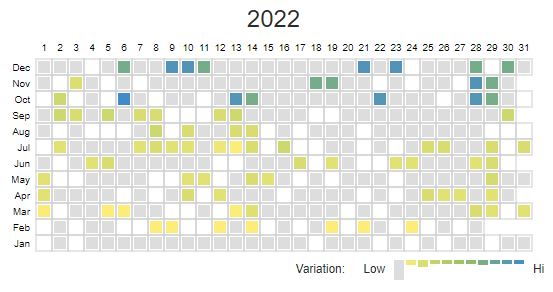 2022
1 2 3 4 5 6 7 8 9 10 11 12 13 14 15 16 17 18 19 20 21 22 23 24 25 26 27 28 29 30 31
Dec
Nov
Oct
Sep
Aug
Jul
Jun
May
Apr
Mar
Feb
Jan
Variation: Low Hi